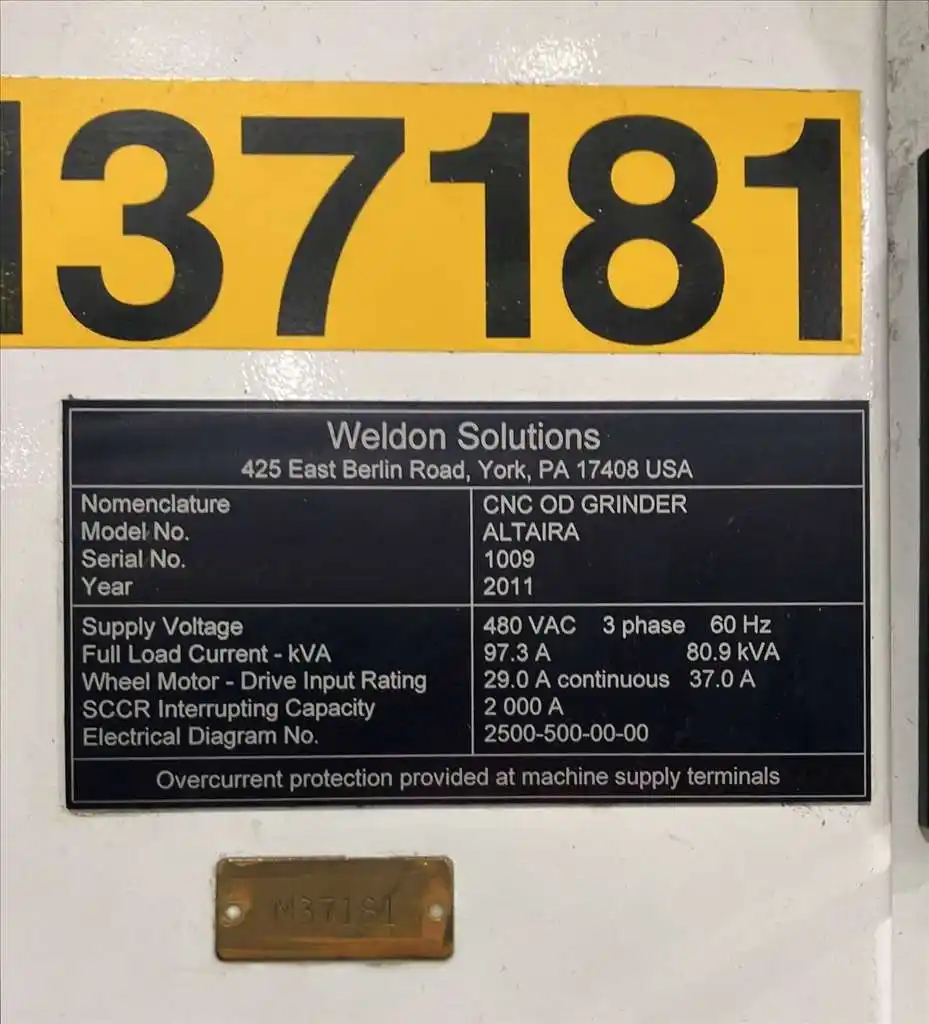 M37181
Weldon Solutions
425 East Berlin Road, York, PA 17408 USA
Nomenclature CNC OD GRINDER
Model No. ALTAIRA
Serial No. 1009
Year 2011
Supply Voltage 480 VAC 3 phase 60 Hz
Full Load Current - kVA 97.3 A 80.9 kVA
Wheel Motor - Drive Input Rating 29.0 A continuous 37.0 A
SCCR Interrupting Capacity 2 000 A
Electrical Diagram No. 2500-500-00-00
Overcurrent protection provided at machine supply terminals
M37181